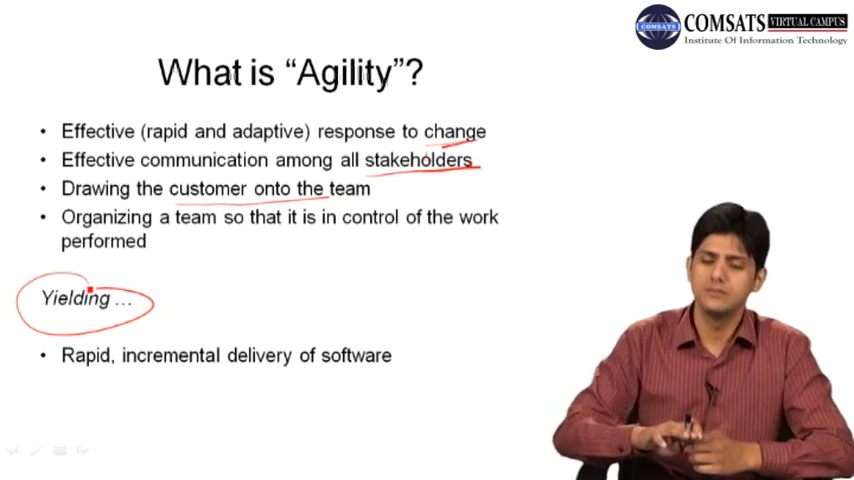 COMSATS VIRTUAL CAMPUS
COMSATS
Institute Of Information Technology
What is “Agility”?
• Effective (rapid and adaptive) response to change
• Effective communication among all stakeholders
• Drawing the customer onto the team
• Organizing a team so that it is in control of the work
performed
Yielding ...
• Rapid, incremental delivery of software